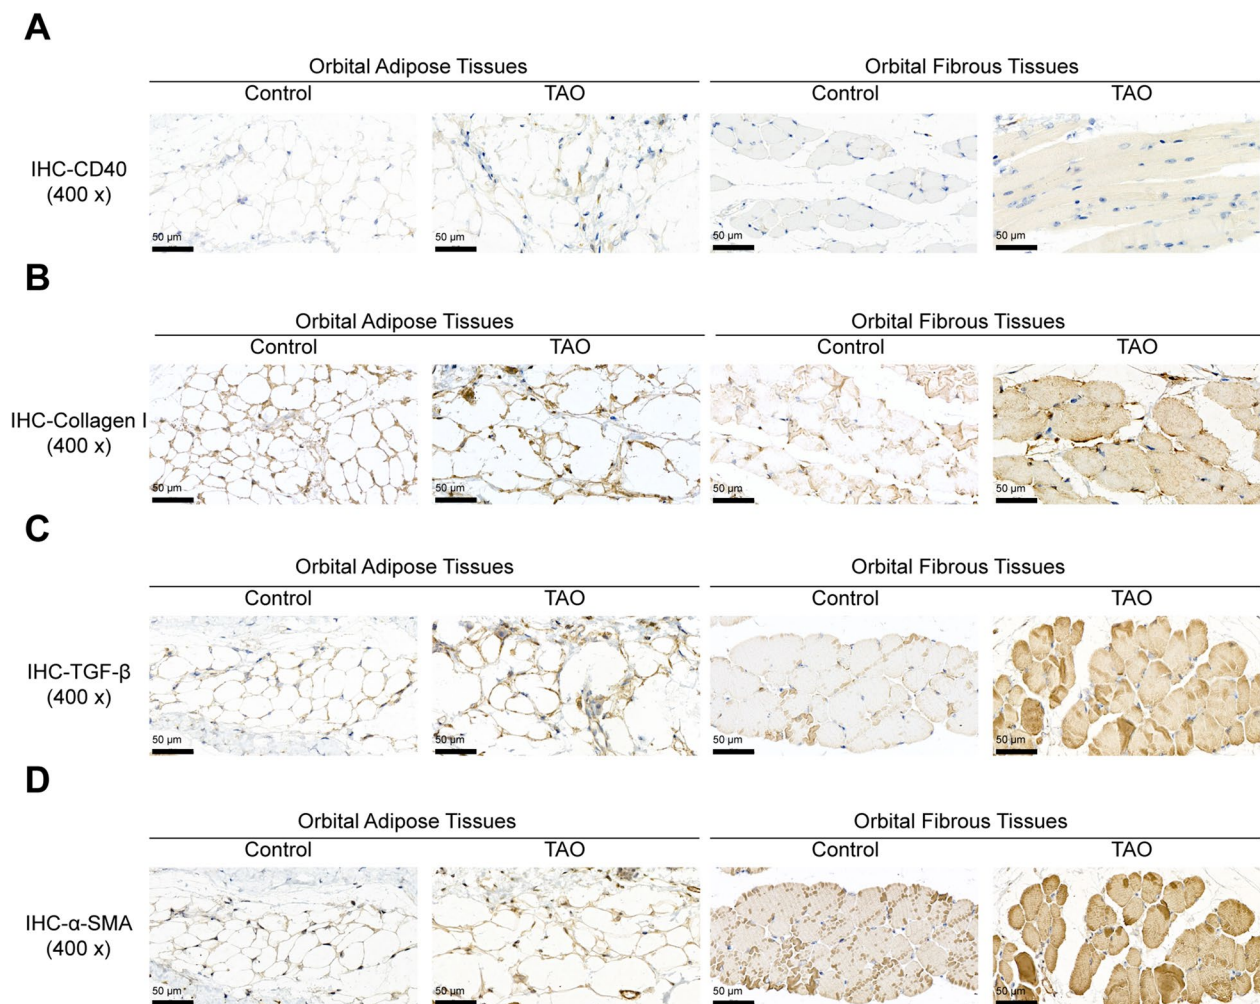 A
Orbital Adipose Tissues Orbital Fibrous Tissues
Control TAO Control TAO
IHC-CD40
(400 x)
50 µm 50 µm 50 µm 50 µm
B
Orbital Adipose Tissues Orbital Fibrous Tissues
Control TAO Control TAO
IHC-Collagen I
(400 x)
50 µm 50 µm 50 µm 50 µm
C
Orbital Adipose Tissues Orbital Fibrous Tissues
Control TAO Control TAO
IHC-TGF-β
(400 x)
50 µm 50 µm 50 µm 50 µm
D
Orbital Adipose Tissues Orbital Fibrous Tissues
Control TAO Control TAO
IHC-α-SMA
(400 x)
50 µm 50 µm 50 µm 50 µm